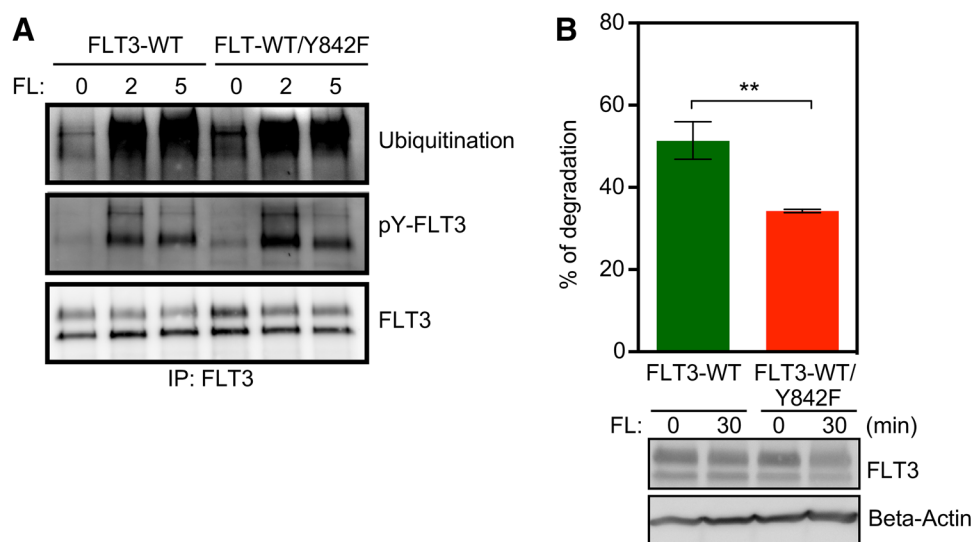 A
FLT3-WT FLT-WT/Y842F
FL: 0 2 5 0 2 5
Ubiquitination
pY-FLT3
FLT3
IP: FLT3
B
80
60
40
20
0
% of degradation
**
FLT3-WT FLT3-WT/
Y842F
FL: 0 30 0 30 (min)
FLT3
Beta-Actin